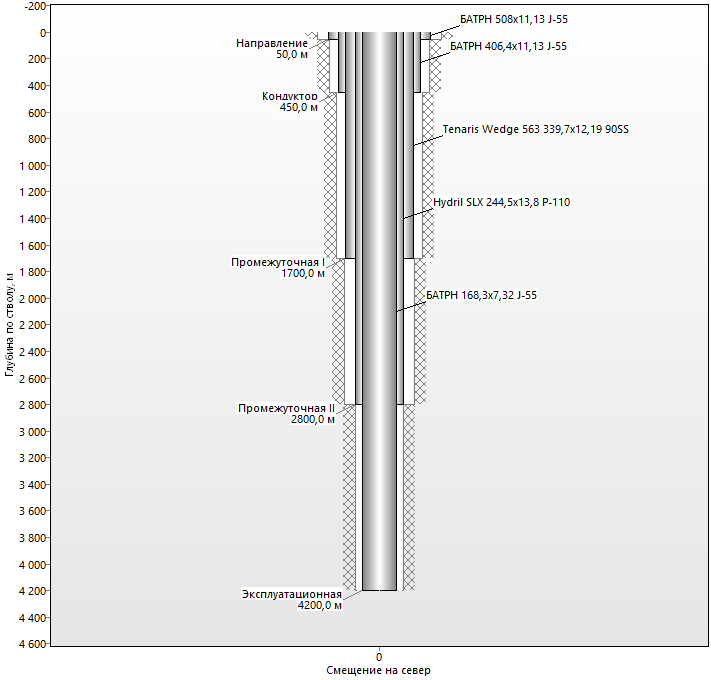 -200
0
200
400
600
800
1 000
1 200
1 400
1 600
1 800
2 000
2 200
2 400
2 600
2 800
3 000
3 200
3 400
3 600
3 800
4 000
4 200
4 400
4 600
Глубина по стволу, м
БАТРН 508x11,13 J-55
Направление
50,0 м
БАТРН 406,4x11,13 J-55
Кондуктор
450,0 м
Tenaris Wedge 563 339,7x12,19 90SS
Hydril SLX 244,5x13,8 P-110
Промежуточная I
1700,0 м
БАТРН 168,3x7,32 J-55
Промежуточная II
2800,0 м
Эксплуатационная
4200,0 м
0
Смещение на север